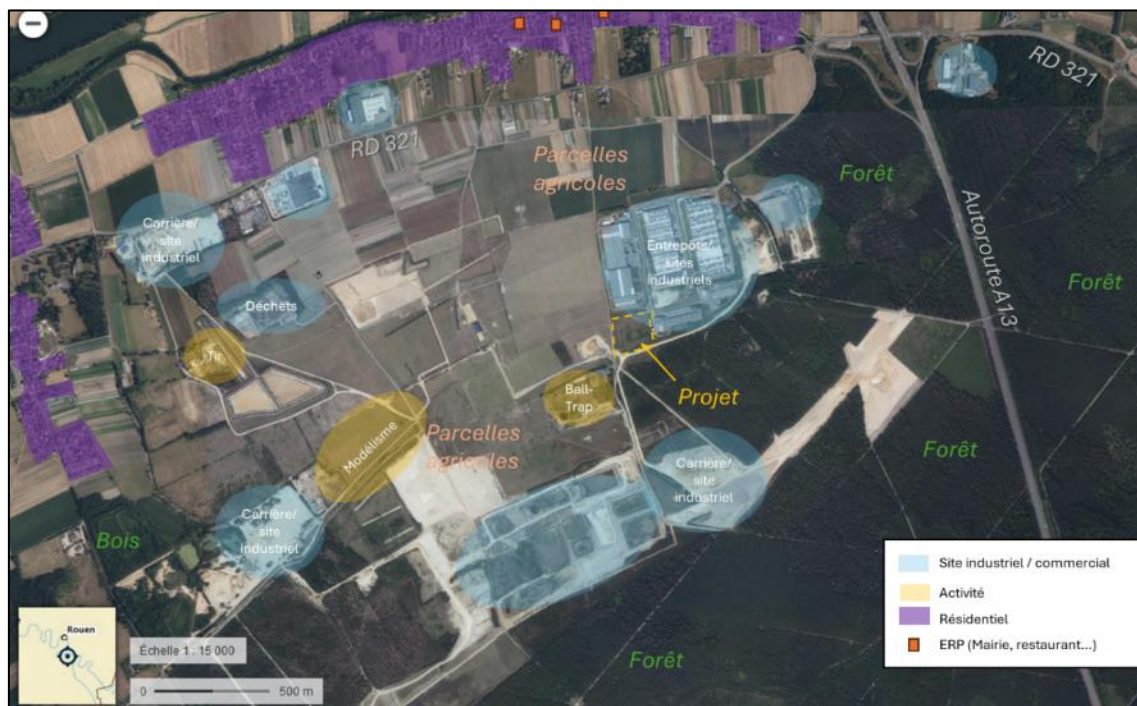 RD 321
RD 321
Parcelles
agricoles
Forêt
Autoroute A13
Carrière/
site
industriel
Entrepôts/
sites
industriels
Forêt
Forêt
Déchets
Tir
Ball-
Trap
Projet
Modélisme
Parcelles
agricoles
Forêt
Carrière/
site
industriel
Carrière/
site
industriel
Bois
Forêt
Site industriel / commercial
Activité
Résidentiel
ERP (Mairie, restaurant...)
Rouen
Échelle 1 : 15 000
0 500 m